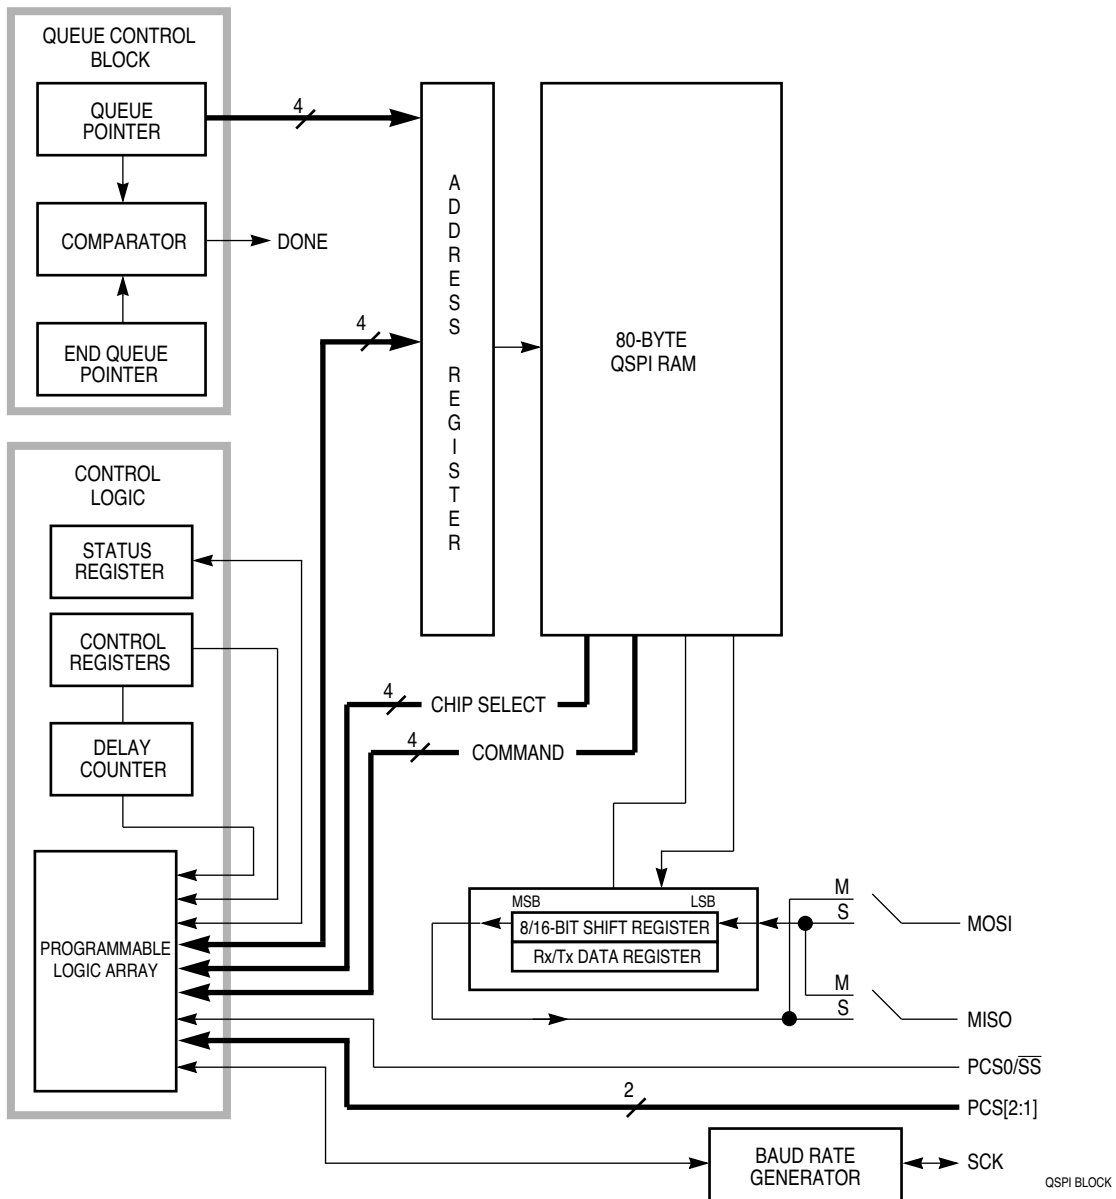 QUEUE CONTROL
BLOCK
QUEUE
POINTER
4
COMPARATOR
DONE
END QUEUE
POINTER
4
ADDRESS REGISTER
80-BYTE
QSPI RAM
CONTROL
LOGIC
STATUS
REGISTER
CONTROL
REGISTERS
DELAY
COUNTER
4
CHIP SELECT
4
COMMAND
PROGRAMMABLE
LOGIC ARRAY
MSB LSB
8/16-BIT SHIFT REGISTER
Rx/Tx DATA REGISTER
M
S
MOSI
M
S
MISO
PCS0/S̅S̅
2
PCS[2:1]
BAUD RATE
GENERATOR
SCK
QSPI BLOCK